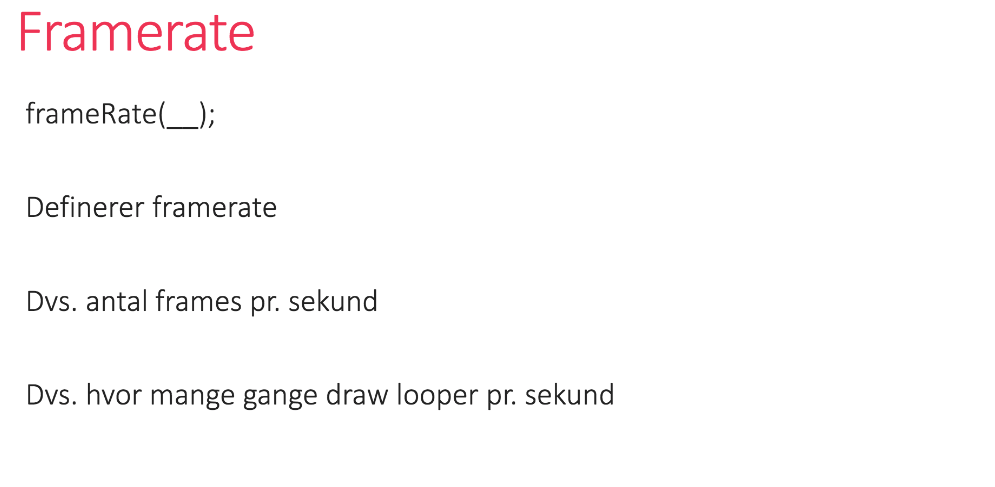 Framerate
frameRate(__);
Definerer framerate
Dvs. antal frames pr. sekund
Dvs. hvor mange gange draw looper pr. sekund